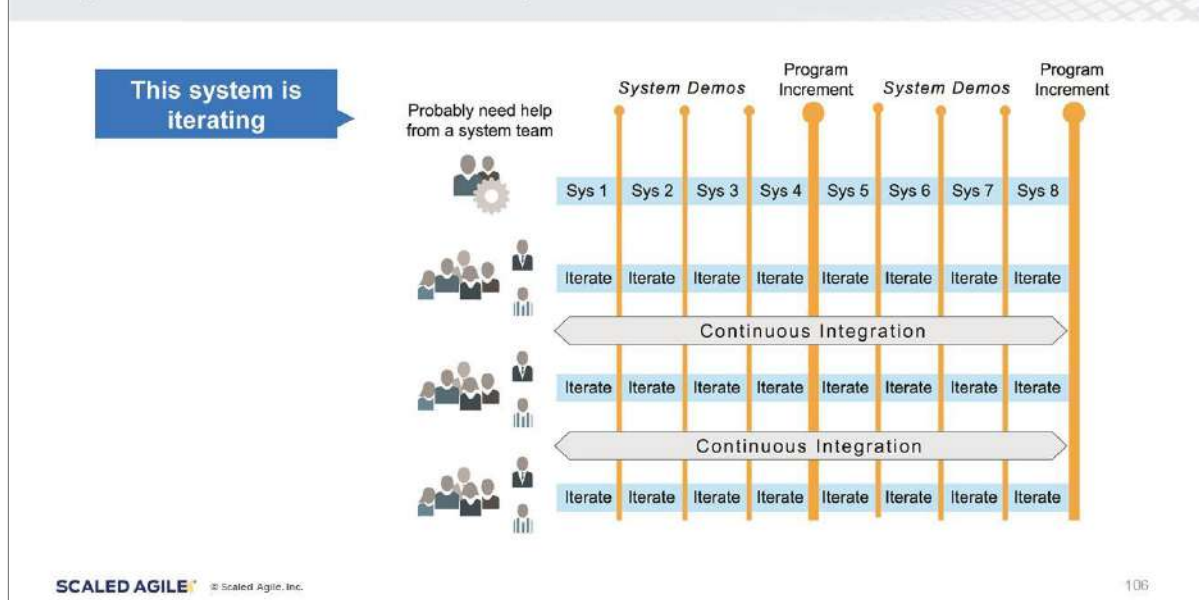 This system is
iterating
Probably need help
from a system team
System Demos
Program
Increment
System Demos
Program
Increment
Sys 1 Sys 2 Sys 3 Sys 4 Sys 5 Sys 6 Sys 7 Sys 8
Iterate Iterate Iterate Iterate Iterate Iterate Iterate Iterate
Continuous Integration
Iterate Iterate Iterate Iterate Iterate Iterate Iterate Iterate
Continuous Integration
Iterate Iterate Iterate Iterate Iterate Iterate Iterate Iterate
SCALED AGILE © Scaled Agile, Inc.
106